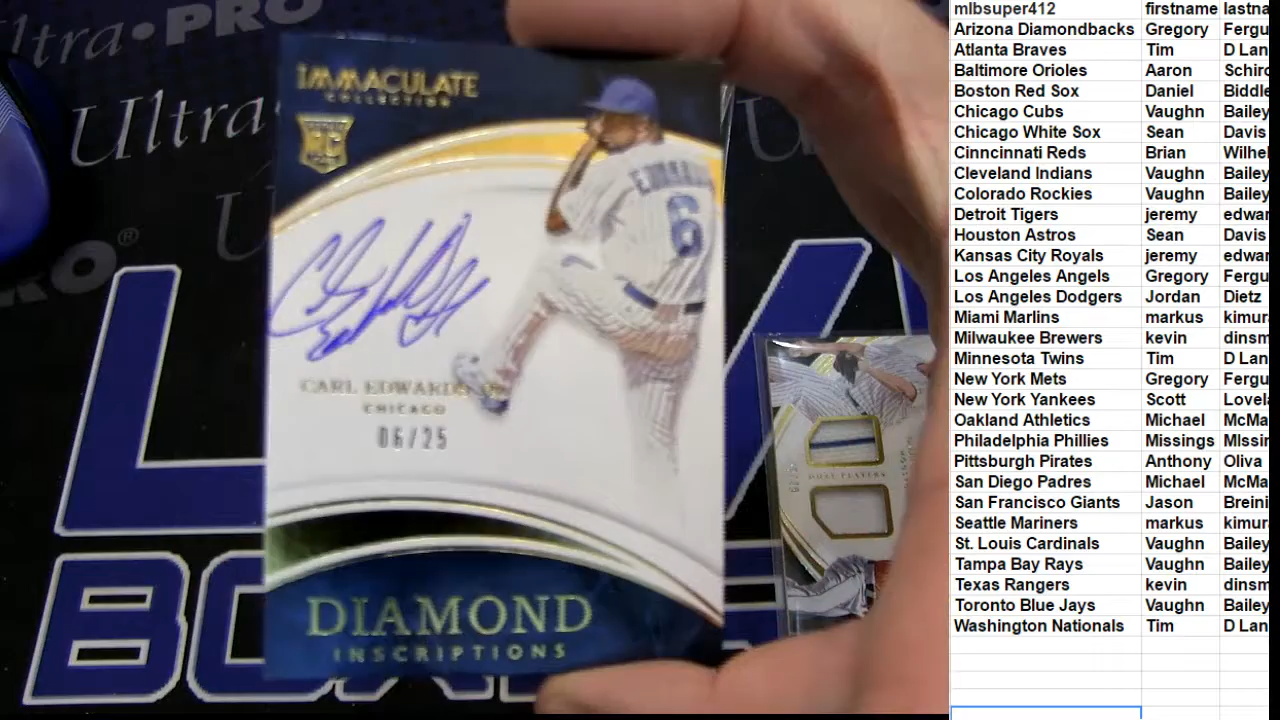 ltra•PRO
Ultra
PRO®
IMMACULATE
COLLECTION
RC
EDWARDS
6
CARL EDWARDS JR.
CHICAGO
06/25
DIAMOND
INSCRIPTIONS
mlbsuper412 firstname lastna
Arizona Diamondbacks Gregory Fergu
Atlanta Braves Tim D Lan
Baltimore Orioles Aaron Schiro
Boston Red Sox Daniel Biddle
Chicago Cubs Vaughn Bailey
Chicago White Sox Sean Davis
Cinncinnati Reds Brian Wilhel
Cleveland Indians Vaughn Bailey
Colorado Rockies Vaughn Bailey
Detroit Tigers jeremy edwar
Houston Astros Sean Davis
Kansas City Royals jeremy edwar
Los Angeles Angels Gregory Fergu
Los Angeles Dodgers Jordan Dietz
Miami Marlins markus kimura
Milwaukee Brewers kevin dinsm
Minnesota Twins Tim D Lan
New York Mets Gregory Fergu
New York Yankees Scott Lovela
Oakland Athletics Michael McMa
Philadelphia Phillies Missings MIssin
Pittsburgh Pirates Anthony Oliva
San Diego Padres Michael McMa
San Francisco Giants Jason Breini
Seattle Mariners markus kimura
St. Louis Cardinals Vaughn Bailey
Tampa Bay Rays Vaughn Bailey
Texas Rangers kevin dinsm
Toronto Blue Jays Vaughn Bailey
Washington Nationals Tim D Lan